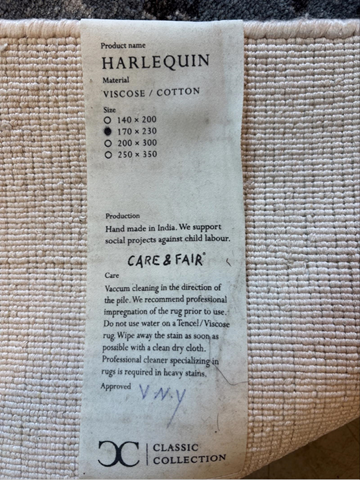 Product name
HARLEQUIN
Material
VISCOSE / COTTON
Size
140 × 200
170 × 230
200 × 300
250 × 350
Production
Hand made in India. We support
social projects against child labour.
CARE & FAIR
Care
Vaccum cleaning in the direction of
the pile. We recommend professional
impregnation of the rug prior to use.
Do not use water on a Tencel/Viscose
rug. Wipe away the stain as soon as
possible with a clean dry cloth.
Professional cleaner specializing in
rugs is required in heavy stains.
Approved VNY
CC CLASSIC
COLLECTION